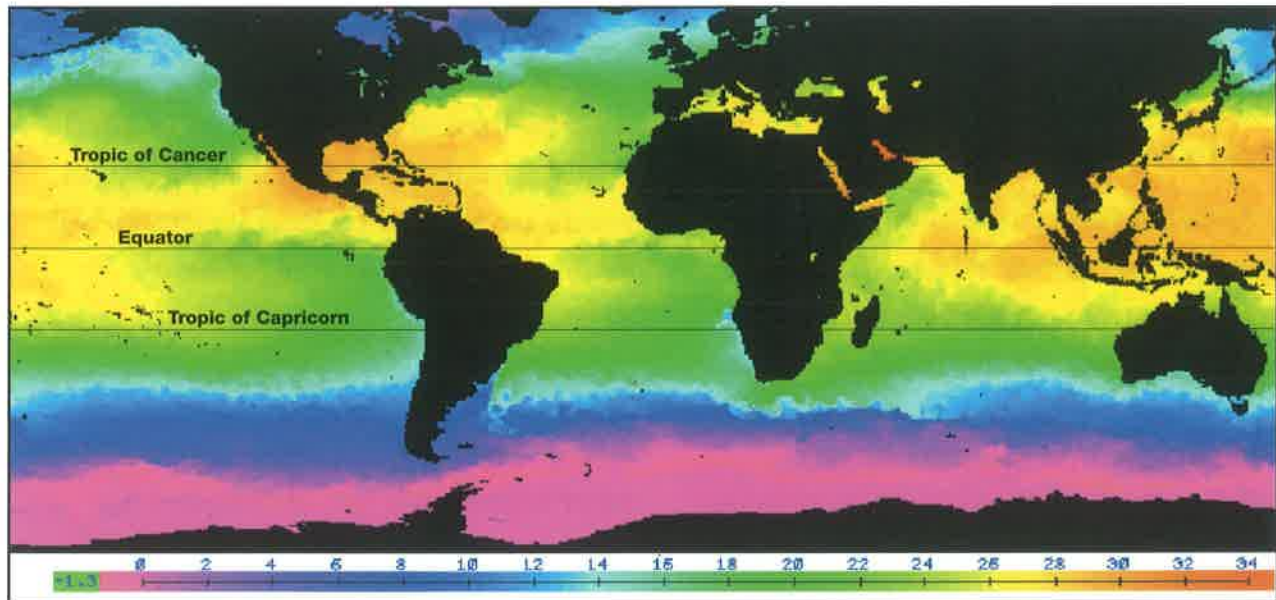 Tropic of Cancer
Equator
Tropic of Capricorn
-1.3 0 2 4 6 8 10 12 14 16 18 20 22 24 26 28 30 32 34